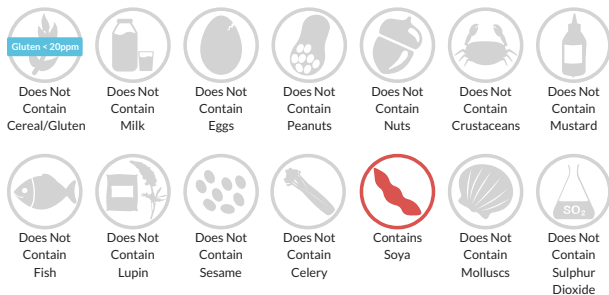 Gluten < 20ppm
Does Not
Contain
Cereal/Gluten
Does Not
Contain
Milk
Does Not
Contain
Eggs
Does Not
Contain
Peanuts
Does Not
Contain
Nuts
Does Not
Contain
Crustaceans
Does Not
Contain
Mustard
SO₂
Does Not
Contain
Fish
Does Not
Contain
Lupin
Does Not
Contain
Sesame
Does Not
Contain
Celery
Contains
Soya
Does Not
Contain
Molluscs
Does Not
Contain
Sulphur
Dioxide